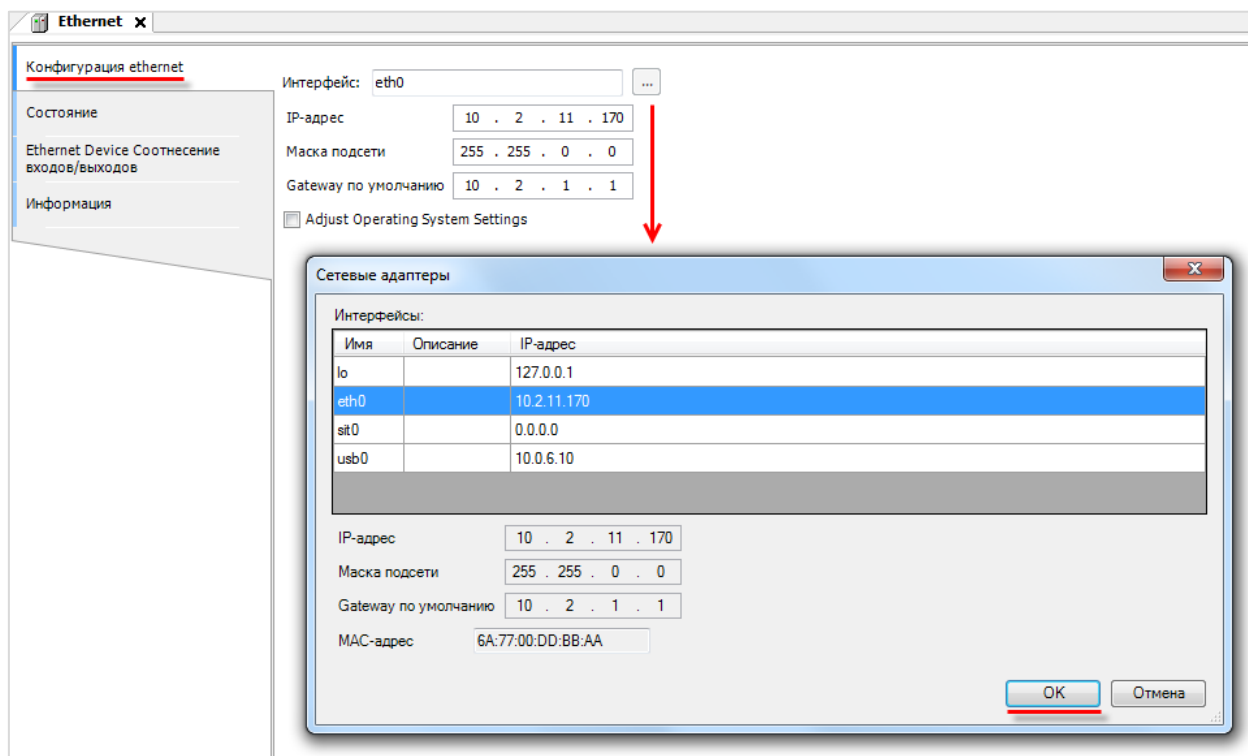 Ethernet x
Конфигурация ethernet
Состояние
Ethernet Device Соотнесение
входов/выходов
Информация
Интерфейс: eth0 ...
IP-адрес 10 . 2 . 11 . 170
Маска подсети 255 . 255 . 0 . 0
Gateway по умолчанию 10 . 2 . 1 . 1
Adjust Operating System Settings
Сетевые адаптеры
Интерфейсы:
Имя Описание IP-адрес
lo 127.0.0.1
eth0 10.2.11.170
sit0 0.0.0.0
usb0 10.0.6.10
IP-адрес 10 . 2 . 11 . 170
Маска подсети 255 . 255 . 0 . 0
Gateway по умолчанию 10 . 2 . 1 . 1
MAC-адрес 6A:77:00:DD:BB:AA
OK Отмена